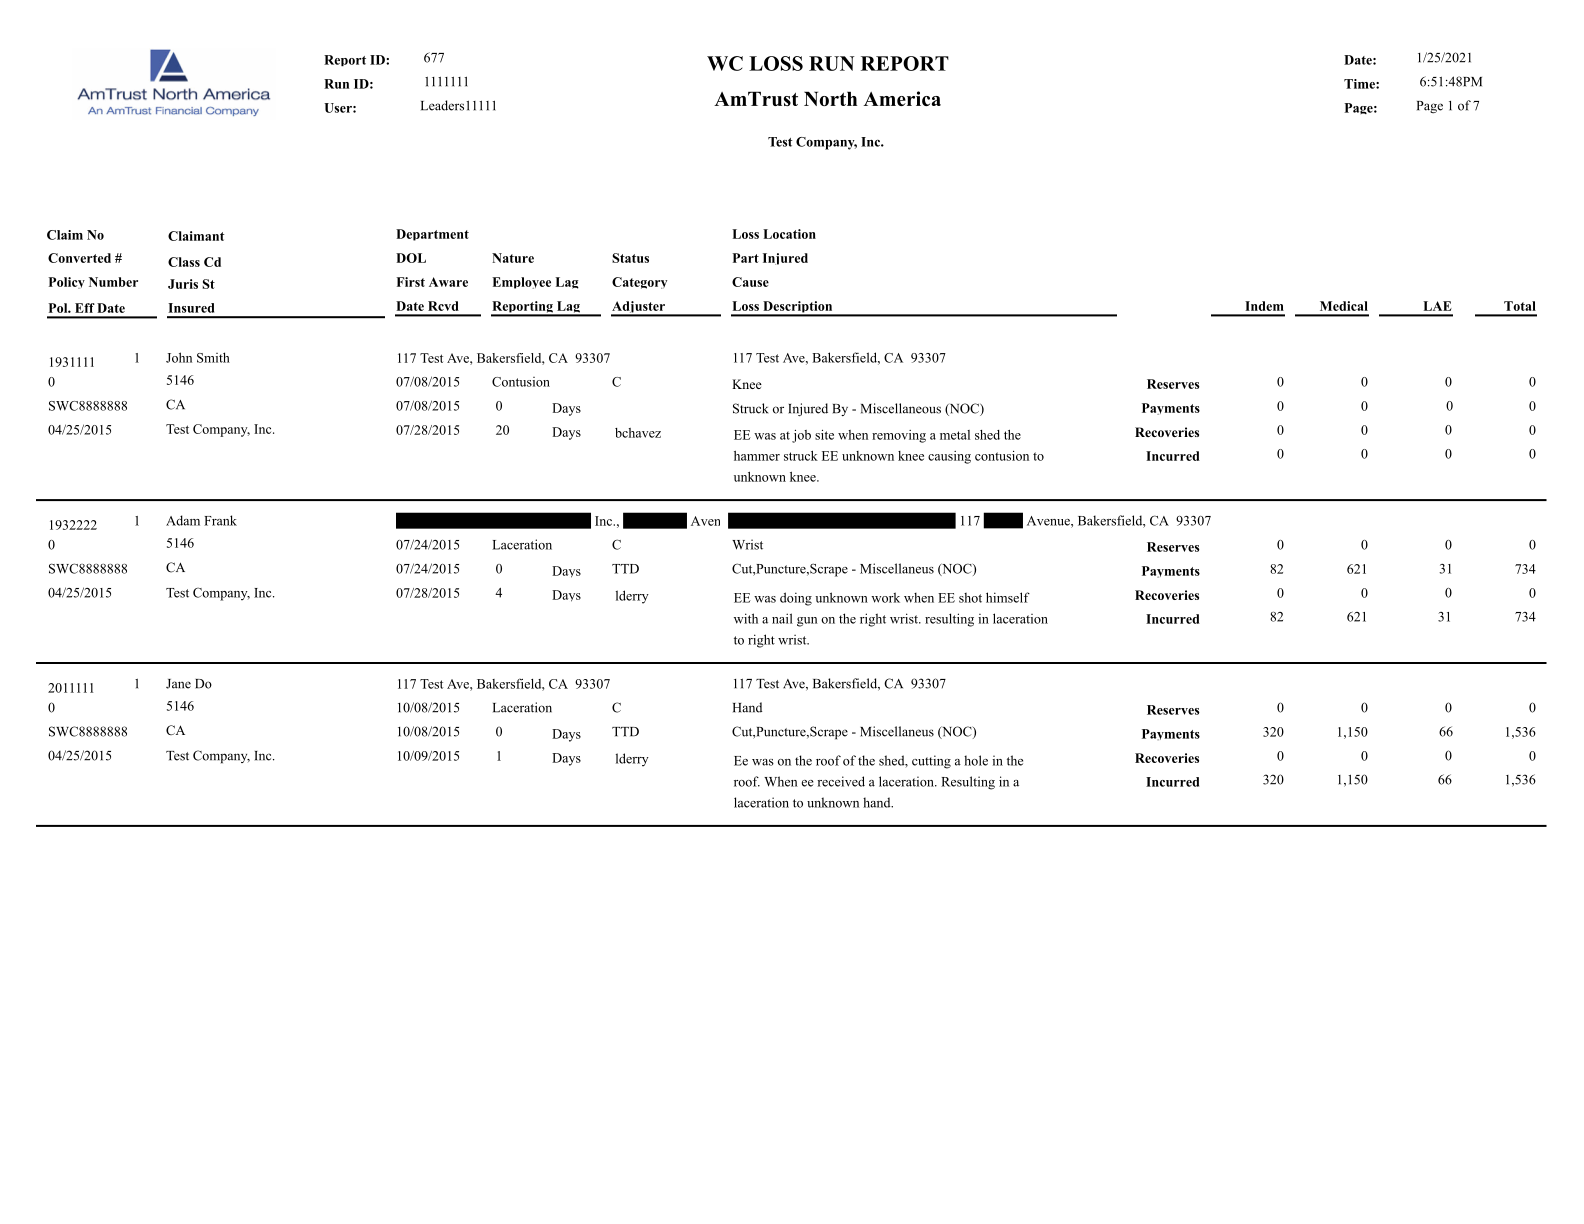 AmTrust North America
An AmTrust Financial Company
Report ID: 677
Run ID: 1111111
User: Leaders11111
WC LOSS RUN REPORT
AmTrust North America
Test Company, Inc.
Date: 1/25/2021
Time: 6:51:48PM
Page: Page 1 of 7
Claim No Claimant Department Loss Location
Converted # Class Cd DOL Nature Status Part Injured
Policy Number Juris St First Aware Employee Lag Category Cause
Pol. Eff Date Insured Date Rcvd Reporting Lag Adjuster Loss Description Indem Medical LAE Total
1931111 1 John Smith 117 Test Ave, Bakersfield, CA 93307 117 Test Ave, Bakersfield, CA 93307
0 5146 07/08/2015 Contusion C Knee Reserves 0 0 0 0
SWC8888888 CA 07/08/2015 0 Days Struck or Injured By - Miscellaneous (NOC) Payments 0 0 0 0
04/25/2015 Test Company, Inc. 07/28/2015 20 Days bchavez EE was at job site when removing a metal shed the Recoveries 0 0 0 0
hammer struck EE unknown knee causing contusion to Incurred 0 0 0 0
unknown knee.
1932222 1 Adam Frank Inc., Aven 117 Avenue, Bakersfield, CA 93307
0 5146 07/24/2015 Laceration C Wrist Reserves 0 0 0 0
SWC8888888 CA 07/24/2015 0 Days TTD Cut,Puncture,Scrape - Miscellaneus (NOC) Payments 82 621 31 734
04/25/2015 Test Company, Inc. 07/28/2015 4 Days lderry EE was doing unknown work when EE shot himself Recoveries 0 0 0 0
with a nail gun on the right wrist. resulting in laceration Incurred 82 621 31 734
to right wrist.
2011111 1 Jane Do 117 Test Ave, Bakersfield, CA 93307 117 Test Ave, Bakersfield, CA 93307
0 5146 10/08/2015 Laceration C Hand Reserves 0 0 0 0
SWC8888888 CA 10/08/2015 0 Days TTD Cut,Puncture,Scrape - Miscellaneus (NOC) Payments 320 1,150 66 1,536
04/25/2015 Test Company, Inc. 10/09/2015 1 Days lderry Ee was on the roof of the shed, cutting a hole in the Recoveries 0 0 0 0
roof. When ee received a laceration. Resulting in a Incurred 320 1,150 66 1,536
laceration to unknown hand.